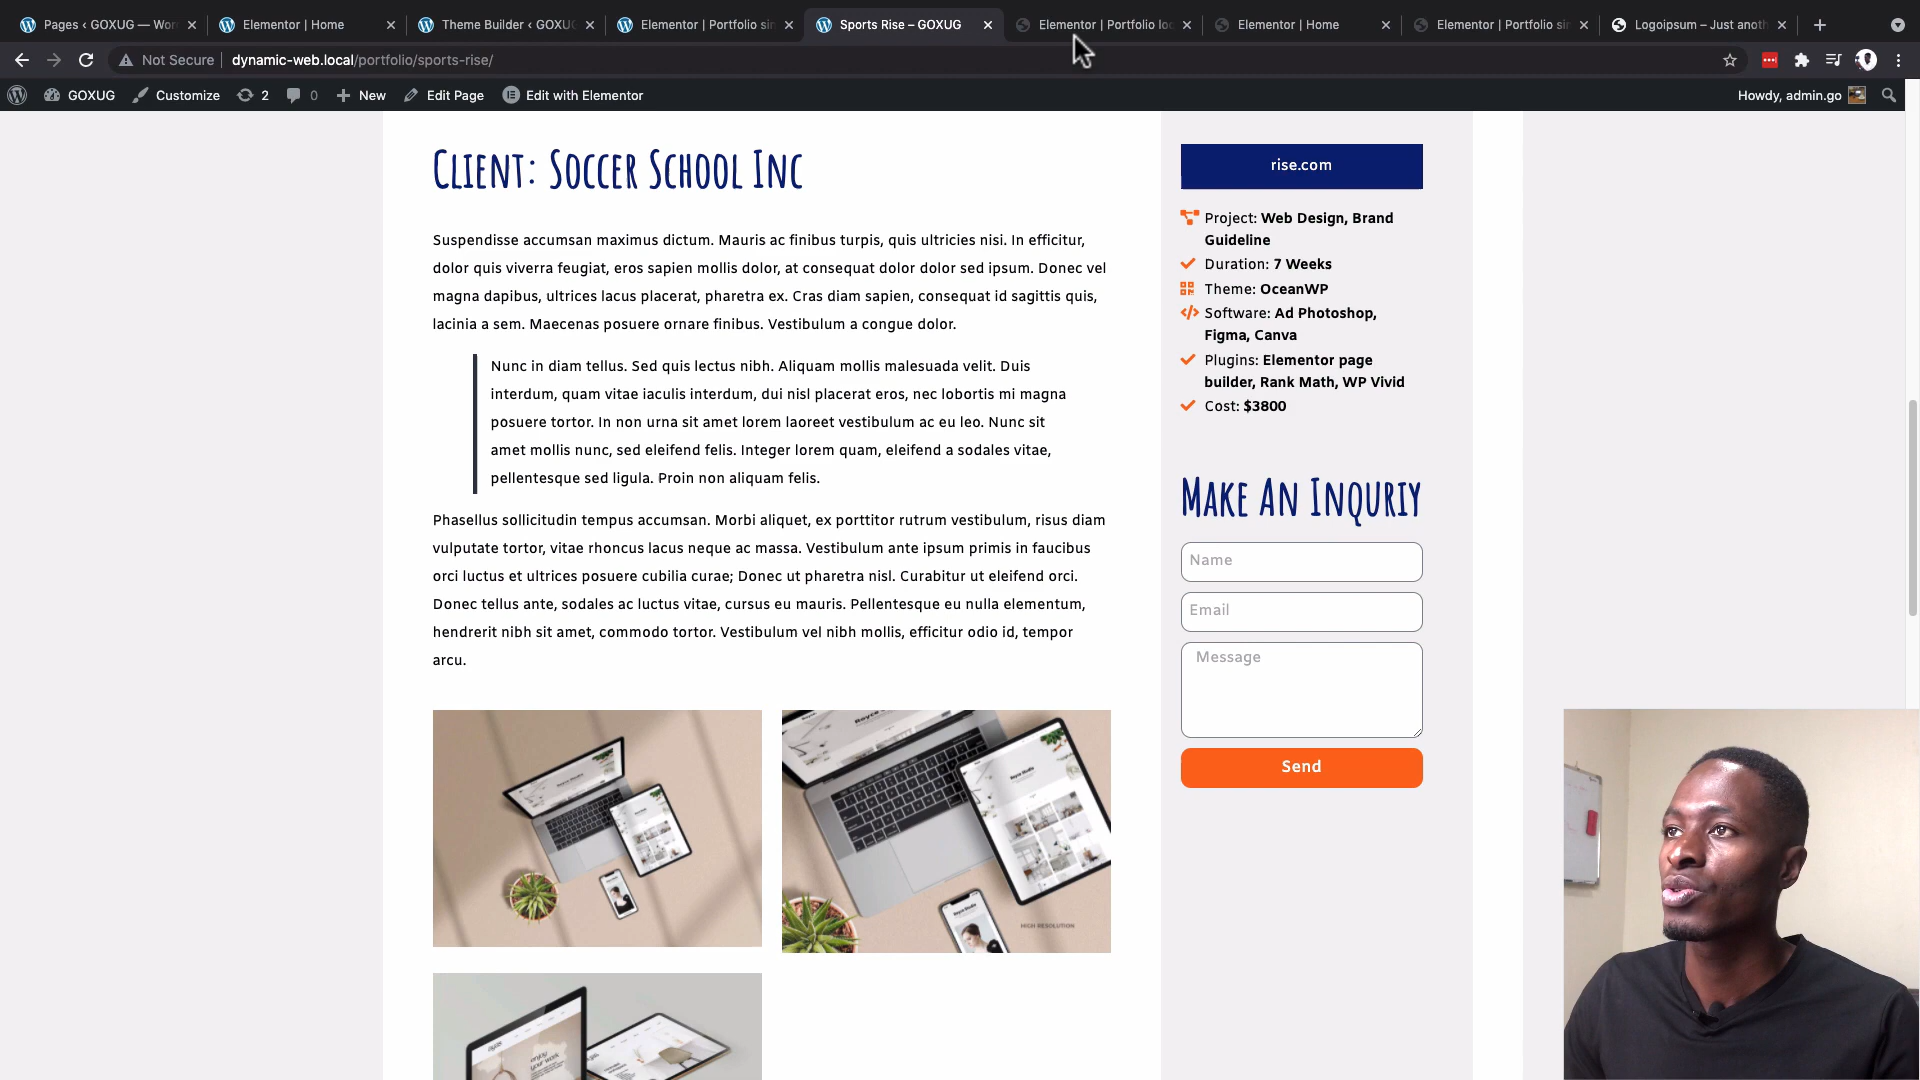 Pages ‹ GOXUG — Wor
Elementor | Home
Theme Builder ‹ GOXUG
Elementor | Portfolio sin
Sports Rise – GOXUG
Elementor | Portfolio loo
Elementor | Home
Elementor | Portfolio sin
Logoipsum – Just anoth
Not Secure
dynamic-web.local/portfolio/sports-rise/
GOXUG
Customize
2
0
New
Edit Page
Edit with Elementor
Howdy, admin.go
Client: Soccer School Inc
Suspendisse accumsan maximus dictum. Mauris ac finibus turpis, quis ultricies nisi. In efficitur,
dolor quis viverra feugiat, eros sapien mollis dolor, at consequat dolor dolor sed ipsum. Donec vel
magna dapibus, ultrices lacus placerat, pharetra ex. Cras diam sapien, consequat id sagittis quis,
lacinia a sem. Maecenas posuere ornare finibus. Vestibulum a congue dolor.
Nunc in diam tellus. Sed quis lectus nibh. Aliquam mollis malesuada velit. Duis
interdum, quam vitae iaculis interdum, dui nisl placerat eros, nec lobortis mi magna
posuere tortor. In non urna sit amet lorem laoreet vestibulum ac eu leo. Nunc sit
amet mollis nunc, sed eleifend felis. Integer lorem quam, eleifend a sodales vitae,
pellentesque sed ligula. Proin non aliquam felis.
Phasellus sollicitudin tempus accumsan. Morbi aliquet, ex porttitor rutrum vestibulum, risus diam
vulputate tortor, vitae rhoncus lacus neque ac massa. Vestibulum ante ipsum primis in faucibus
orci luctus et ultrices posuere cubilia curae; Donec ut pharetra nisl. Curabitur ut eleifend orci.
Donec tellus ante, sodales ac luctus vitae, cursus eu mauris. Pellentesque eu nulla elementum,
hendrerit nibh sit amet, commodo tortor. Vestibulum vel nibh mollis, efficitur odio id, tempor
arcu.
HIGH RESOLUTION
enjoy
your work
rise.com
Project: Web Design, Brand
Guideline
Duration: 7 Weeks
Theme: OceanWP
Software: Ad Photoshop,
Figma, Canva
Plugins: Elementor page
builder, Rank Math, WP Vivid
Cost: $3800
Make An Inquriy
Name
Email
Message
Send